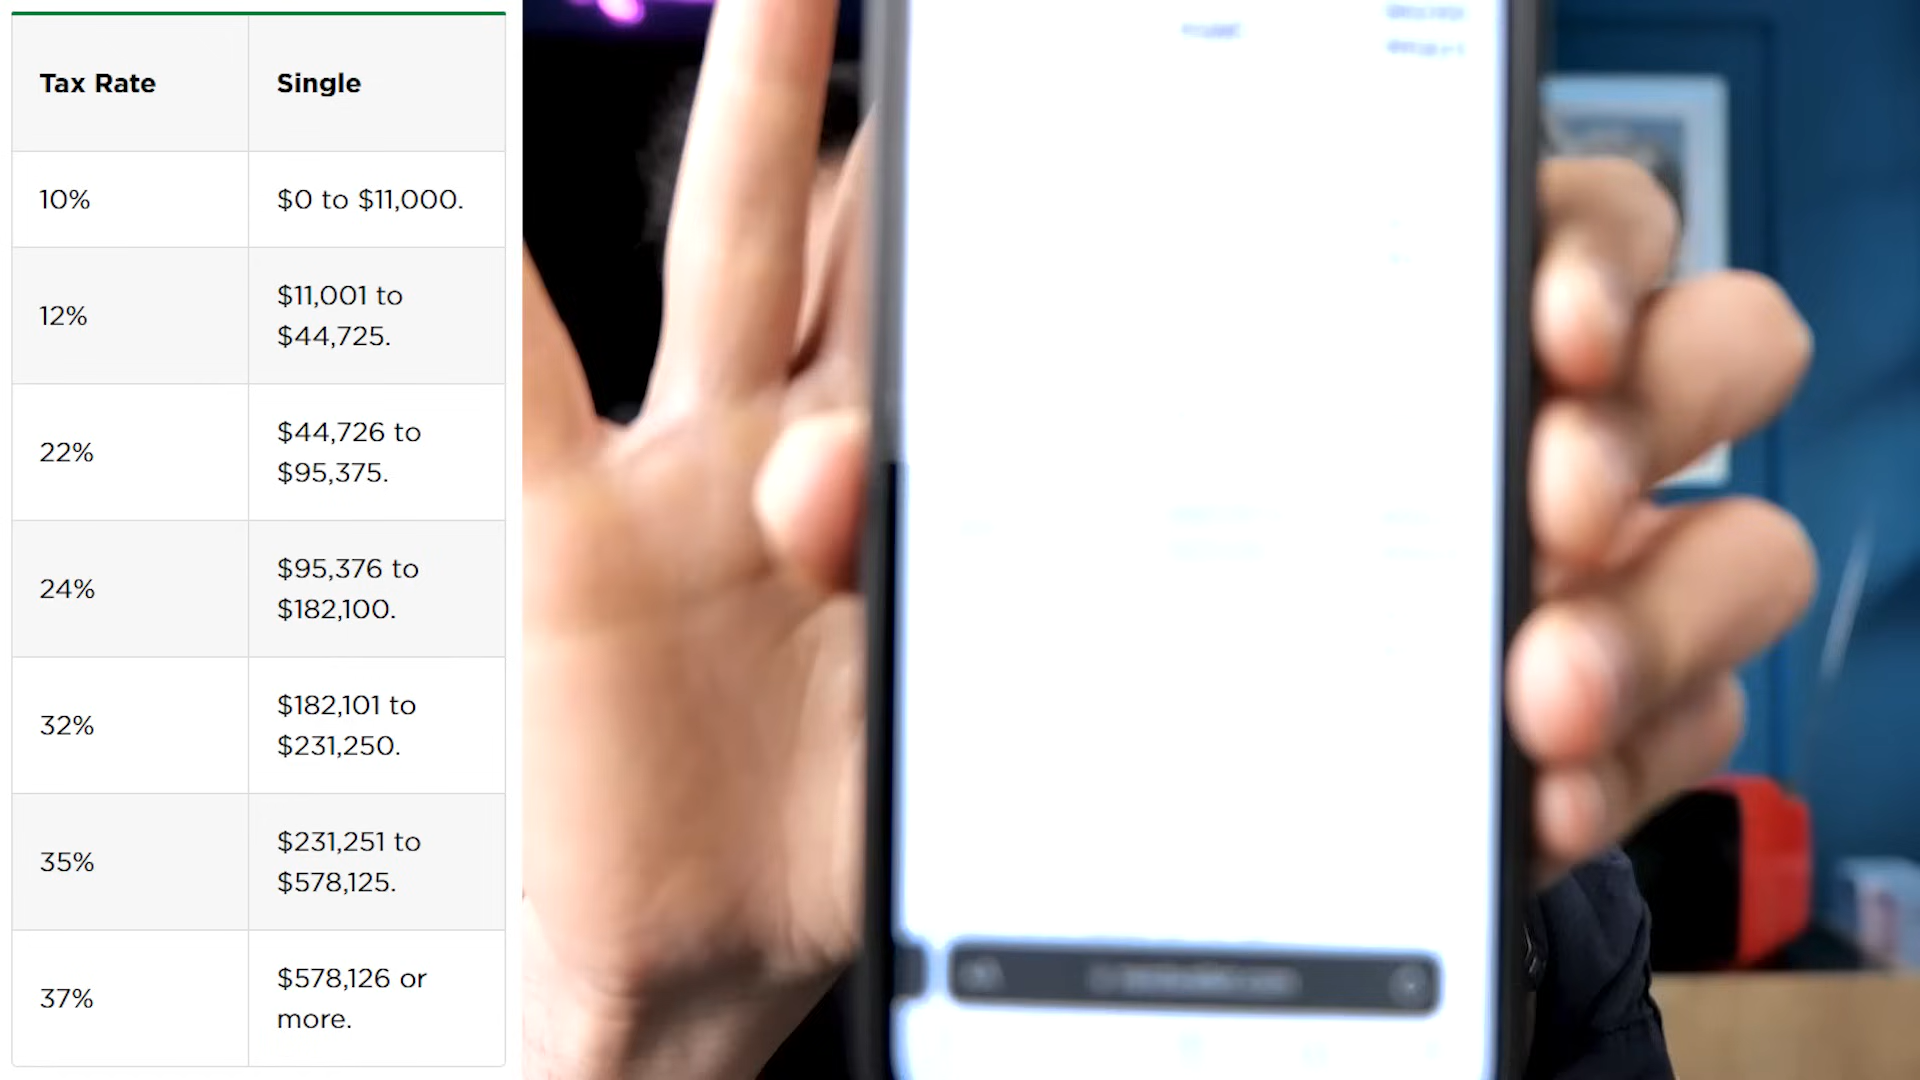 Tax Rate Single
10% $0 to $11,000.
12% $11,001 to
$44,725.
22% $44,726 to
$95,375.
24% $95,376 to
$182,100.
32% $182,101 to
$231,250.
35% $231,251 to
$578,125.
37% $578,126 or
more.